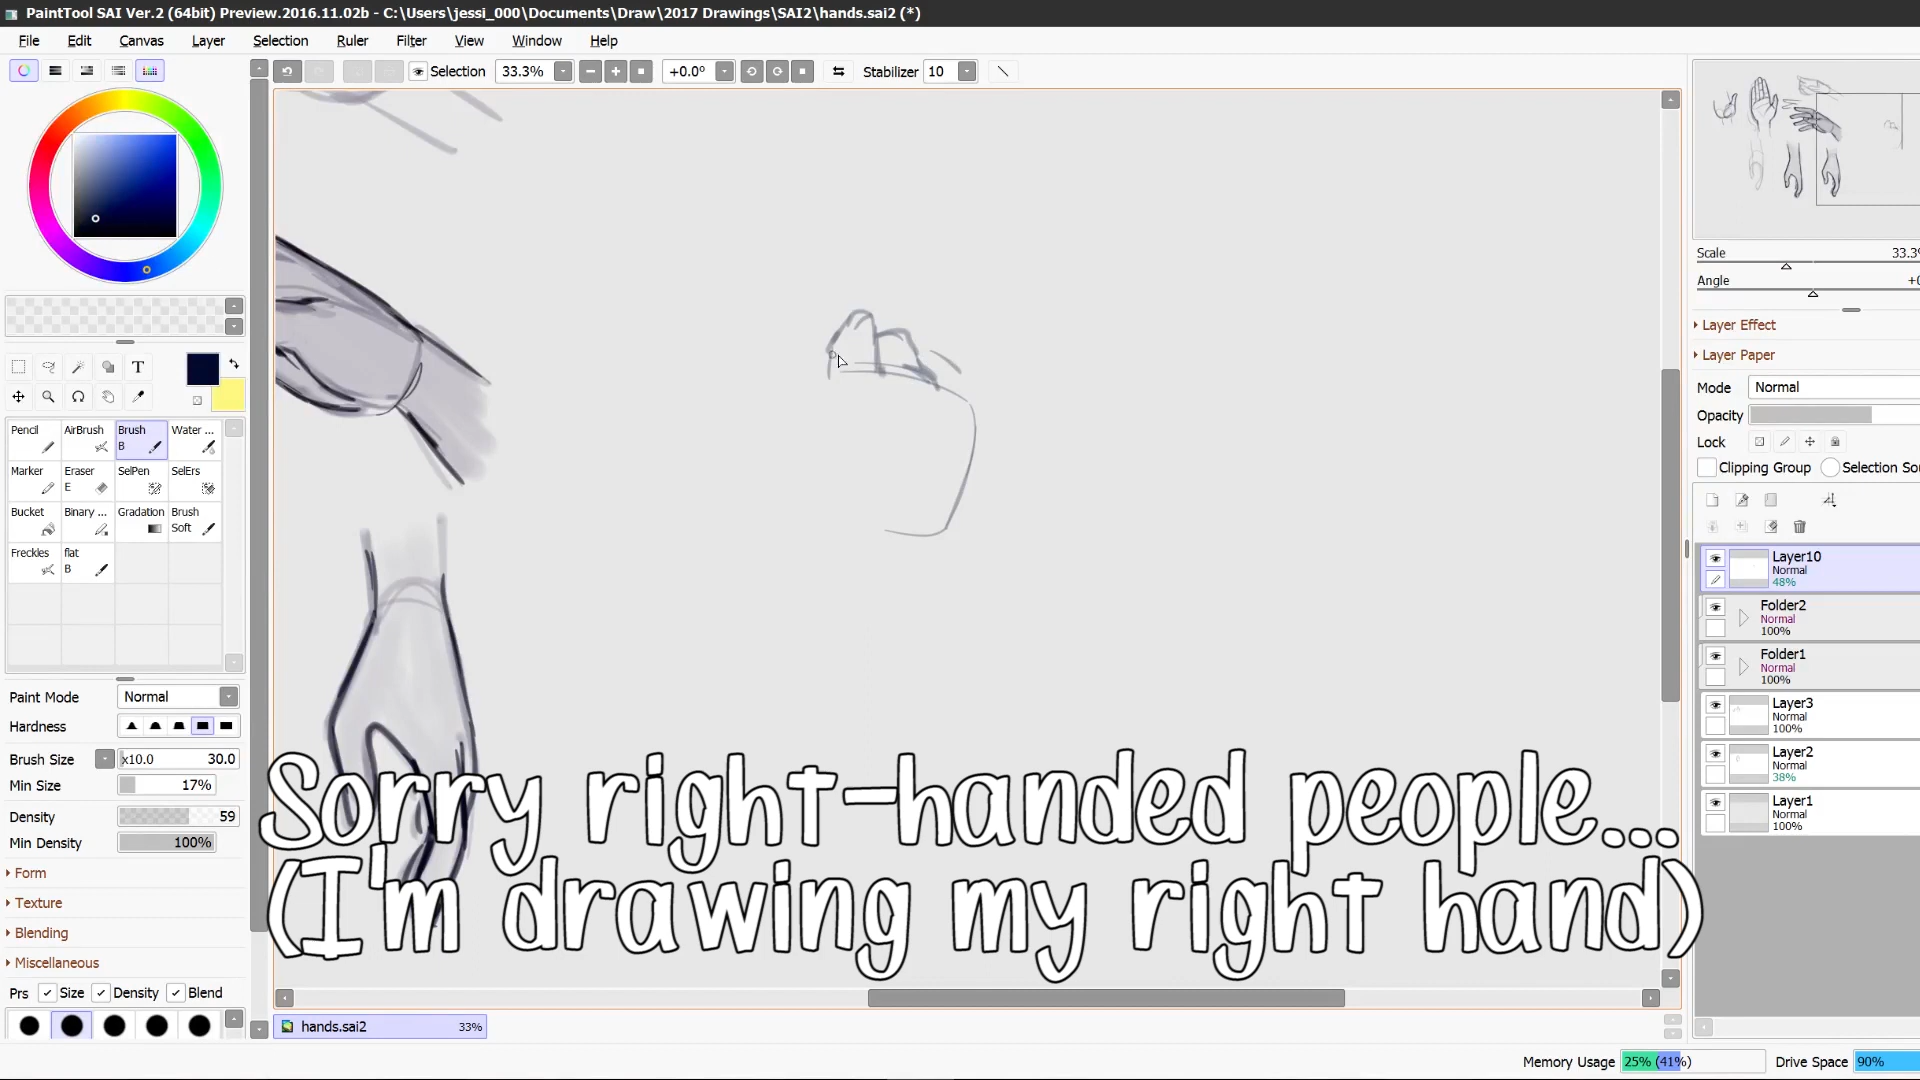 PaintTool SAI Ver.2 (64bit) Preview.2016.11.02b - C:\Users\jessi_000\Documents\Draw\2017 Drawings\SAI2\hands.sai2 (*)
File Edit Canvas Layer Selection Ruler Filter View Window Help
Selection 33.3% +0.0° Stabilizer 10
Scale 33.3%
Angle +0
Layer Effect
Layer Paper
Mode Normal
Opacity
Lock
Clipping Group Selection Sou
T
Pencil AirBrush Brush Water ...
B
Marker Eraser SelPen SelErs
E
Bucket Binary ... Gradation Brush
Soft
Freckles flat
B
Layer10
Normal
48%
Folder2
Normal
100%
Folder1
Normal
100%
Layer3
Normal
100%
Layer2
Normal
38%
Layer1
Normal
100%
Paint Mode Normal
Hardness
Brush Size x10.0 30.0
Min Size 17%
Density 59
Min Density 100%
Form
Texture
Blending
Miscellaneous
Prs Size Density Blend
Sorry right-handed people...
(I'm drawing my right hand)
hands.sai2 33%
Memory Usage 25% (41%) Drive Space 90%